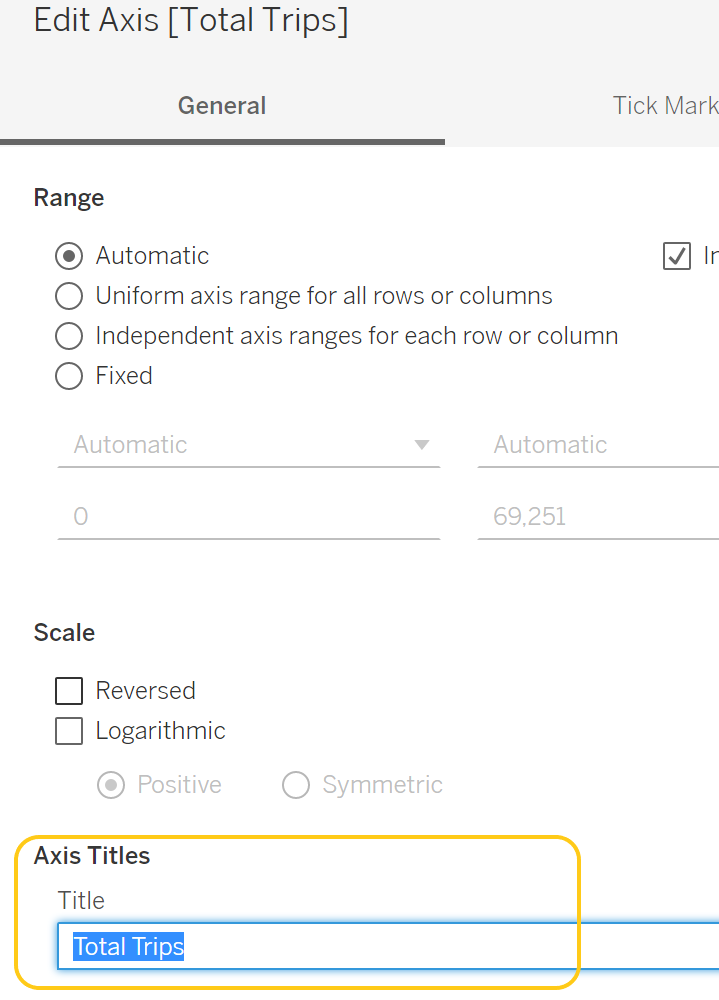 Edit Axis [Total Trips]
General
Tick Mark
Range
Automatic
Uniform axis range for all rows or columns
Independent axis ranges for each row or column
Fixed
Automatic
Automatic
0
69,251
Scale
Reversed
Logarithmic
Positive
Symmetric
Axis Titles
Title
Total Trips